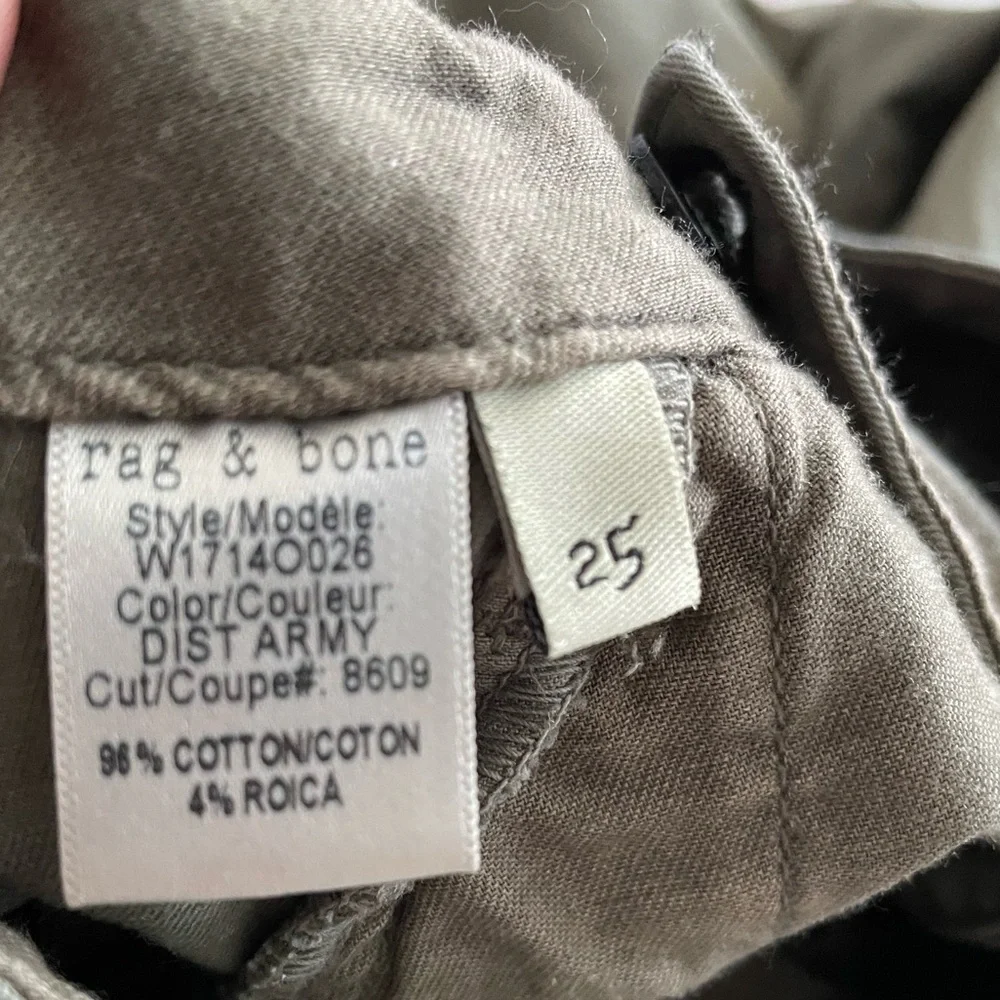 rag & bone
Style/Modèle:
W1714O026
Color/Couleur:
DIST ARMY
Cut/Coupe#: 8609
96% COTTON/COTON
4% ROICA
25